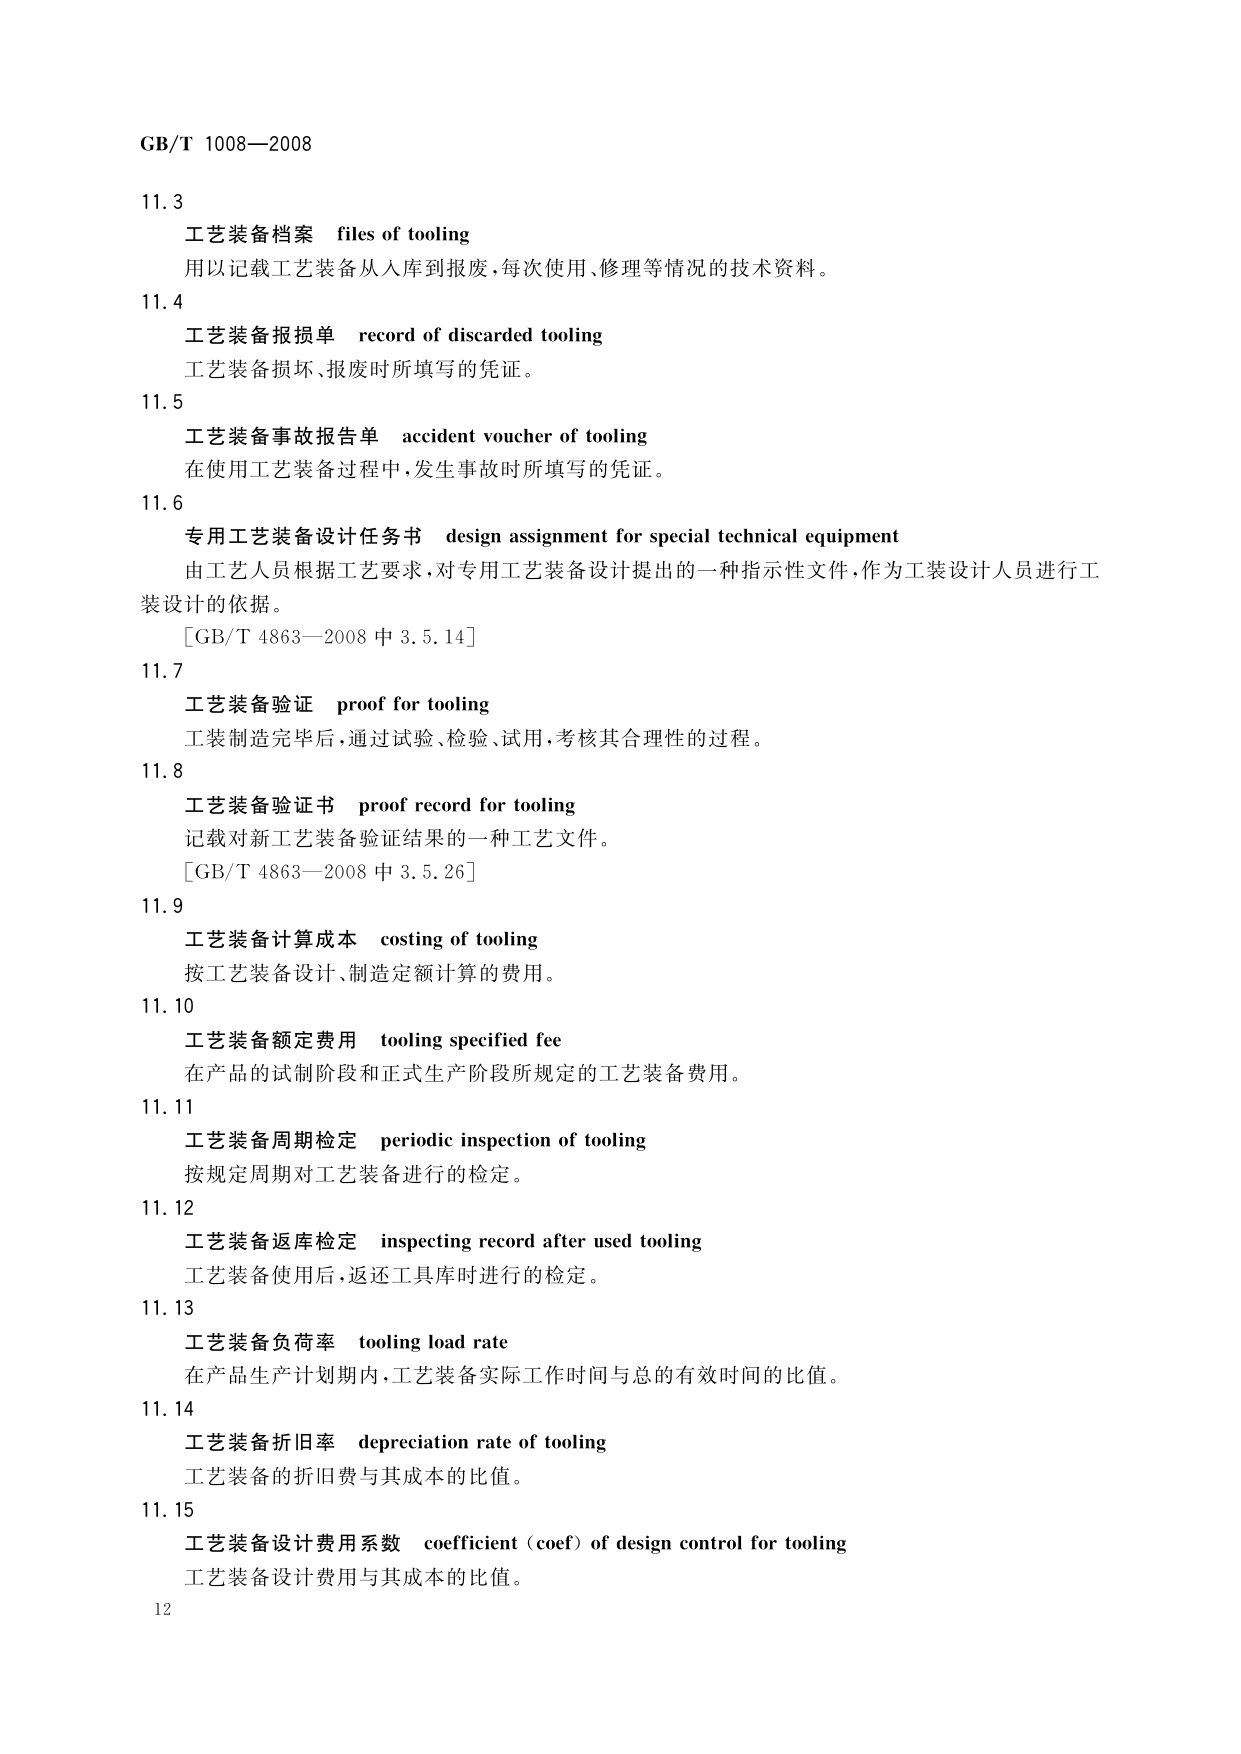 GB/T 1008—2008
11.3
工艺装备档案 files of tooling
用以记载工艺装备从入库到报废,每次使用、修理等情况的技术资料。
11.4
工艺装备报损单 record of discarded tooling
工艺装备损坏、报废时所填写的凭证。
11.5
工艺装备事故报告单 accident voucher of tooling
在使用工艺装备过程中,发生事故时所填写的凭证。
11.6
专用工艺装备设计任务书 design assignment for special technical equipment
由工艺人员根据工艺要求,对专用工艺装备设计提出的一种指示性文件,作为工装设计人员进行工
装设计的依据。
[GB/T 4863—2008 中 3.5.14]
11.7
工艺装备验证 proof for tooling
工装制造完毕后,通过试验、检验、试用,考核其合理性的过程。
11.8
工艺装备验证书 proof record for tooling
记载对新工艺装备验证结果的一种工艺文件。
[GB/T 4863—2008 中 3.5.26]
11.9
工艺装备计算成本 costing of tooling
按工艺装备设计、制造定额计算的费用。
11.10
工艺装备额定费用 tooling specified fee
在产品的试制阶段和正式生产阶段所规定的工艺装备费用。
11.11
工艺装备周期检定 periodic inspection of tooling
按规定周期对工艺装备进行的检定。
11.12
工艺装备返库检定 inspecting record after used tooling
工艺装备使用后,返还工具库时进行的检定。
11.13
工艺装备负荷率 tooling load rate
在产品生产计划期内,工艺装备实际工作时间与总的有效时间的比值。
11.14
工艺装备折旧率 depreciation rate of tooling
工艺装备的折旧费与其成本的比值。
11.15
工艺装备设计费用系数 coefficient (coef) of design control for tooling
工艺装备设计费用与其成本的比值。
12